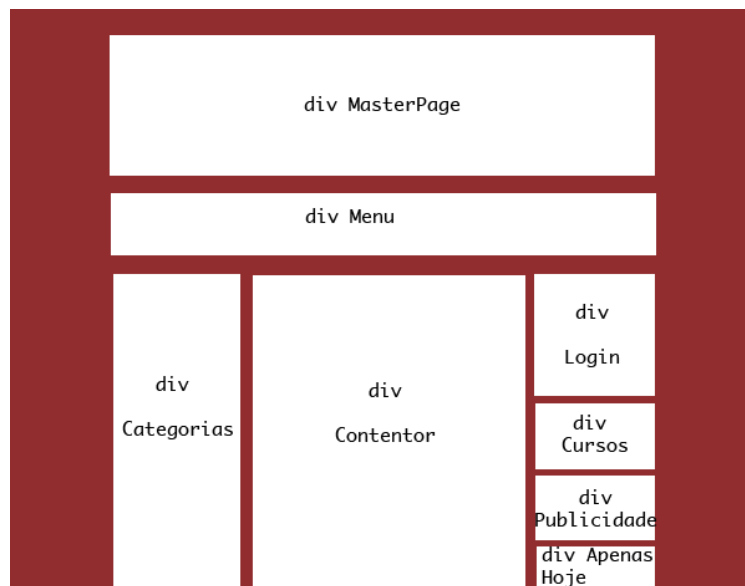 div MasterPage
div Menu
div
Categorias
div
Contentor
div
Login
div
Cursos
div
Publicidade
div Apenas
Hoje